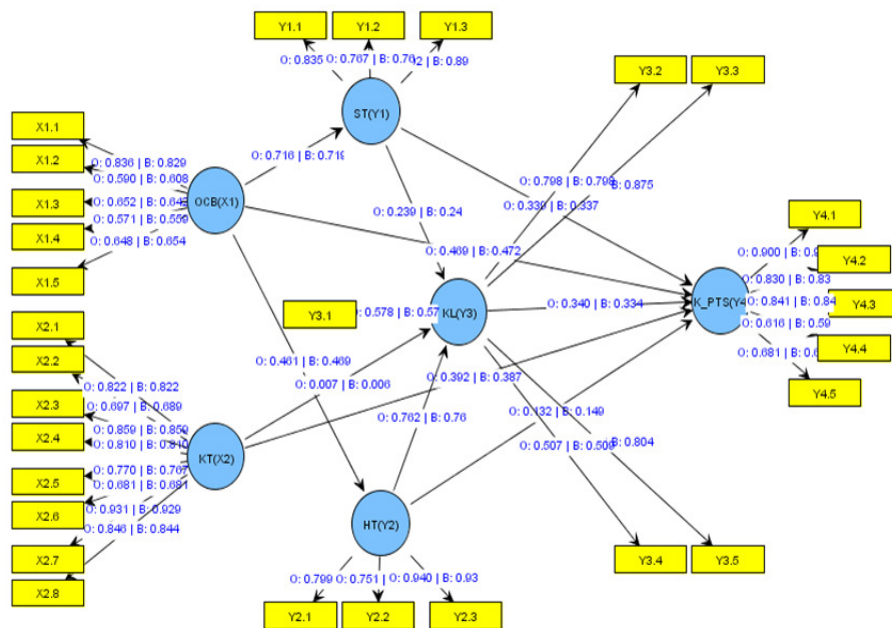 Y1.1
Y1.2
Y1.3
O: 0.835
O: 0.767 | B: 0.76
| B: 0.89
Y3.2
Y3.3
ST(Y1)
X1.1
X1.2
X1.3
X1.4
X1.5
O: 0.836 | B: 0.829
O: 0.590 | B: 0.608
O: 0.652 | B: 0.642
O: 0.571 | B: 0.559
O: 0.648 | B: 0.654
OCB(X1)
O: 0.716 | B: 0.719
O: 0.798 | B: 0.798
B: 0.875
O: 0.339 | B: 0.337
O: 0.239 | B: 0.24
O: 0.469 | B: 0.472
Y4.1
Y4.2
Y4.3
Y4.4
Y4.5
O: 0.900 | B:
O: 0.830 | B: 0.83
O: 0.841 | B: 0.84
O: 0.616 | B: 0.59
O: 0.681 | B:
K_PTS(Y4
Y3.1
O: 0.578 | B: 0.57
KL(Y3)
O: 0.340 | B: 0.334
X2.1
X2.2
X2.3
X2.4
X2.5
X2.6
X2.7
X2.8
O: 0.822 | B: 0.822
O: 0.697 | B: 0.689
O: 0.859 | B: 0.859
O: 0.810 | B: 0.810
O: 0.770 | B: 0.767
O: 0.681 | B: 0.681
O: 0.931 | B: 0.929
O: 0.846 | B: 0.844
KT(X2)
O: 0.461 | B: 0.469
O: 0.007 | B: 0.006
O: 0.392 | B: 0.387
O: 0.762 | B: 0.76
O: 0.132 | B: 0.149
O: 0.507 | B: 0.509
B: 0.804
HT(Y2)
O: 0.799
O: 0.751 |
O: 0.940 | B: 0.93
Y2.1
Y2.2
Y2.3
Y3.4
Y3.5